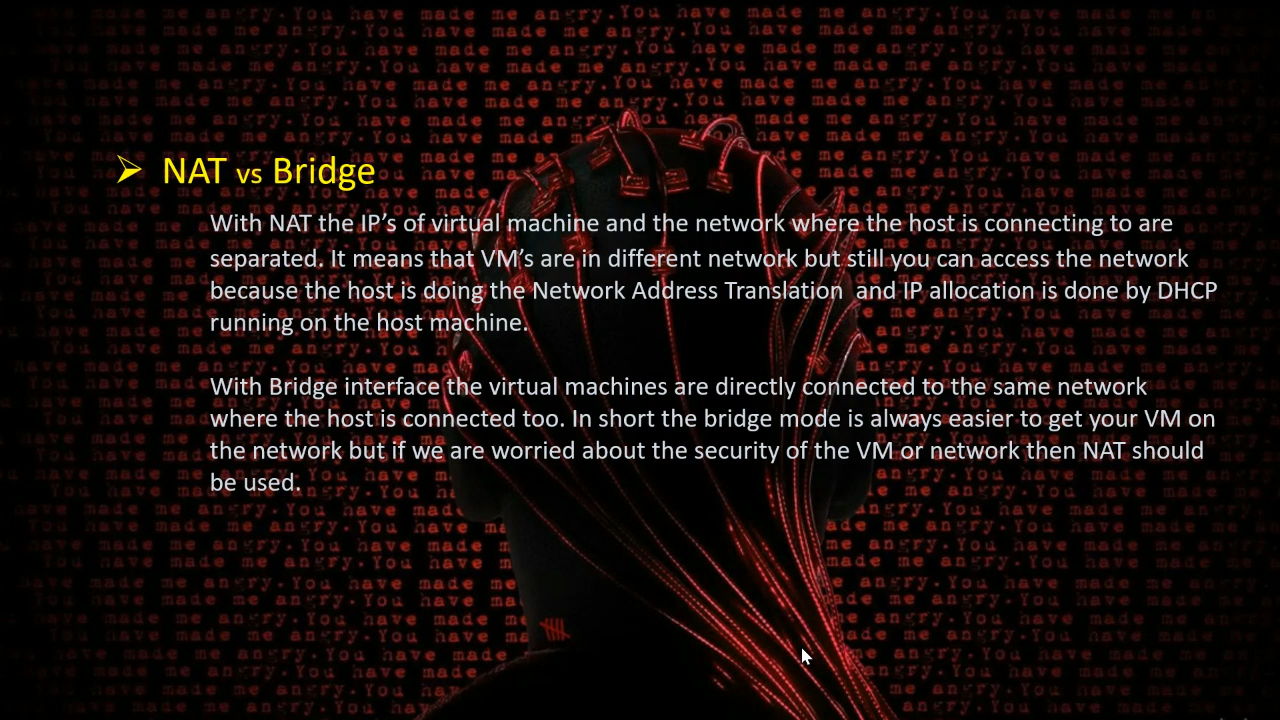 ➢ NAT vs Bridge
With NAT the IP’s of virtual machine and the network where the host is connecting to are
separated. It means that VM’s are in different network but still you can access the network
because the host is doing the Network Address Translation  and IP allocation is done by DHCP
running on the host machine.
With Bridge interface the virtual machines are directly connected to the same network
where the host is connected too. In short the bridge mode is always easier to get your VM on
the network but if we are worried about the security of the VM or network then NAT should
be used.